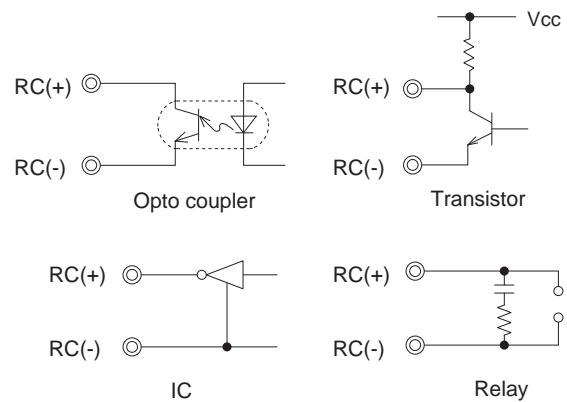 Vcc
RC(+)
RC(-)
Opto coupler
RC(+)
RC(-)
Transistor
RC(+)
RC(-)
IC
RC(+)
RC(-)
Relay